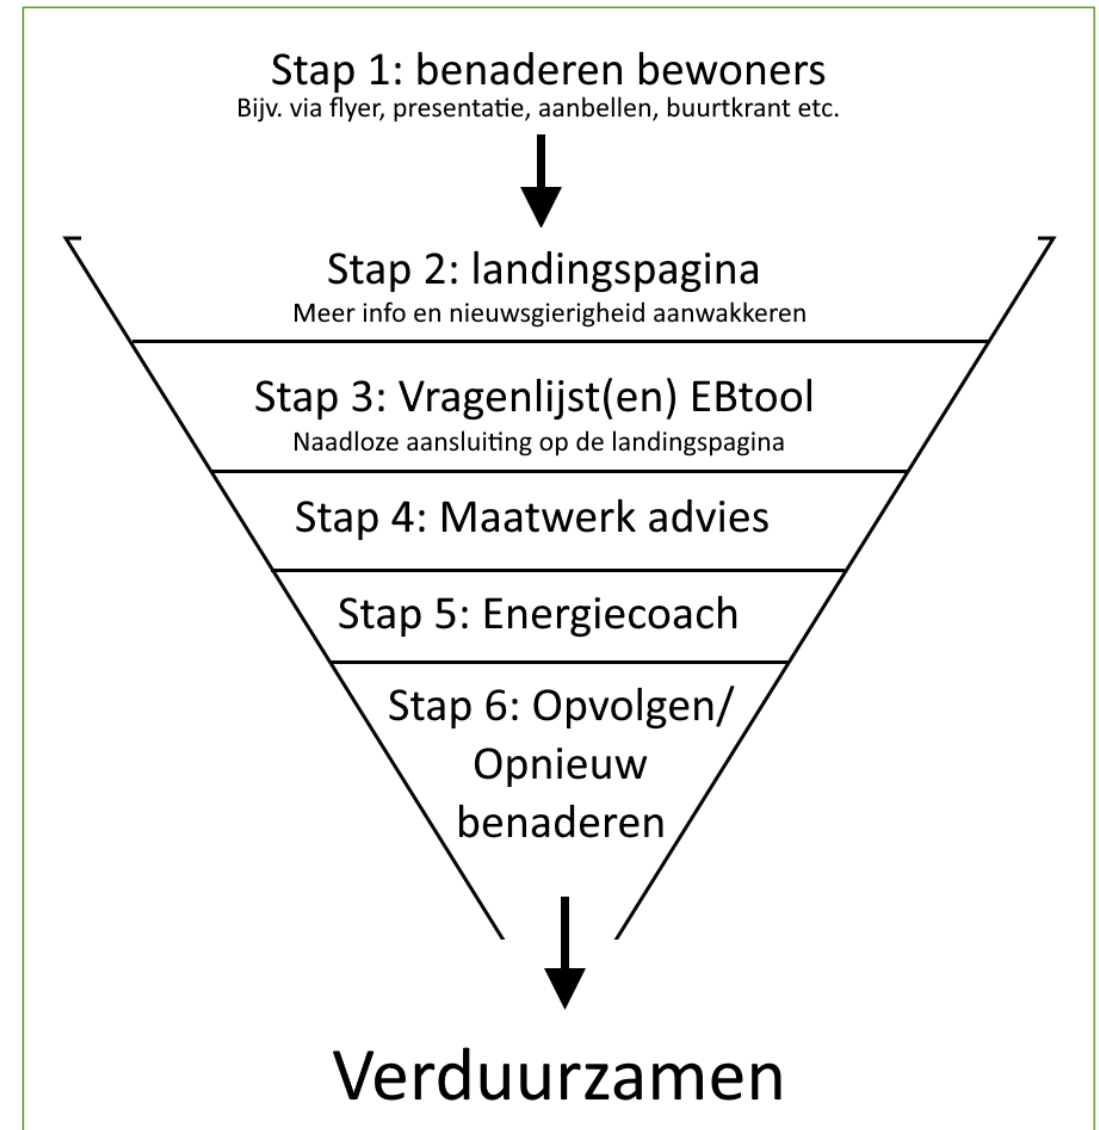 Stap 1: benaderen bewoners
Bijv. via flyer, presentatie, aanbellen, buurtkrant etc.
Stap 2: landingspagina
Meer info en nieuwsgierigheid aanwakkeren
Stap 3: Vragenlijst(en) EBtool
Naadloze aansluiting op de landingspagina
Stap 4: Maatwerk advies
Stap 5: Energiecoach
Stap 6: Opvolgen/
Opnieuw
benaderen
Verduurzamen